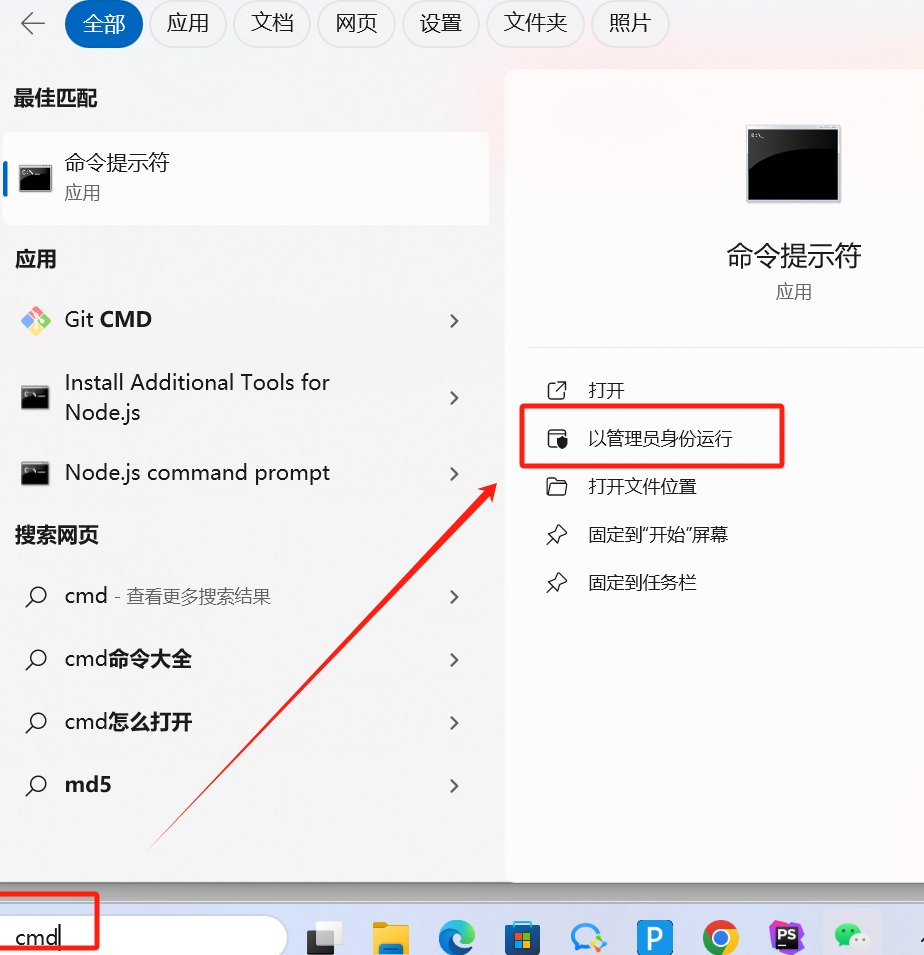 全部 应用 文档 网页 设置 文件夹 照片
最佳匹配
命令提示符
应用
应用
Git CMD
Install Additional Tools for
Node.js
Node.js command prompt
搜索网页
cmd - 查看更多搜索结果
cmd命令大全
cmd怎么打开
md5
命令提示符
应用
打开
以管理员身份运行
打开文件位置
固定到“开始”屏幕
固定到任务栏
cmd
P
PS